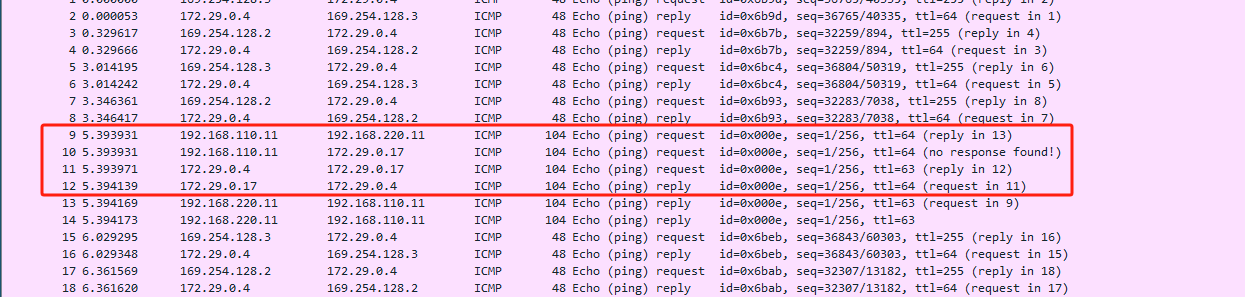 1 0.000000 169.254.128.3 172.29.0.4 ICMP 48 Echo (ping) request id=0x6b9d, seq=36765/40335, ttl=255 (reply in 2)
2 0.000053 172.29.0.4 169.254.128.3 ICMP 48 Echo (ping) reply id=0x6b9d, seq=36765/40335, ttl=64 (request in 1)
3 0.329617 169.254.128.2 172.29.0.4 ICMP 48 Echo (ping) request id=0x6b7b, seq=32259/894, ttl=255 (reply in 4)
4 0.329666 172.29.0.4 169.254.128.2 ICMP 48 Echo (ping) reply id=0x6b7b, seq=32259/894, ttl=64 (request in 3)
5 3.014195 169.254.128.3 172.29.0.4 ICMP 48 Echo (ping) request id=0x6bc4, seq=36804/50319, ttl=255 (reply in 6)
6 3.014242 172.29.0.4 169.254.128.3 ICMP 48 Echo (ping) reply id=0x6bc4, seq=36804/50319, ttl=64 (request in 5)
7 3.346361 169.254.128.2 172.29.0.4 ICMP 48 Echo (ping) request id=0x6b93, seq=32283/7038, ttl=255 (reply in 8)
8 3.346417 172.29.0.4 169.254.128.2 ICMP 48 Echo (ping) reply id=0x6b93, seq=32283/7038, ttl=64 (request in 7)
9 5.393931 192.168.110.11 192.168.220.11 ICMP 104 Echo (ping) request id=0x000e, seq=1/256, ttl=64 (reply in 13)
10 5.393931 192.168.110.11 172.29.0.17 ICMP 104 Echo (ping) request id=0x000e, seq=1/256, ttl=64 (no response found!)
11 5.393971 172.29.0.4 172.29.0.17 ICMP 104 Echo (ping) request id=0x000e, seq=1/256, ttl=63 (reply in 12)
12 5.394139 172.29.0.17 172.29.0.4 ICMP 104 Echo (ping) reply id=0x000e, seq=1/256, ttl=64 (request in 11)
13 5.394169 192.168.220.11 192.168.110.11 ICMP 104 Echo (ping) reply id=0x000e, seq=1/256, ttl=63 (request in 9)
14 5.394173 192.168.220.11 192.168.110.11 ICMP 104 Echo (ping) reply id=0x000e, seq=1/256, ttl=63
15 6.029295 169.254.128.3 172.29.0.4 ICMP 48 Echo (ping) request id=0x6beb, seq=36843/60303, ttl=255 (reply in 16)
16 6.029348 172.29.0.4 169.254.128.3 ICMP 48 Echo (ping) reply id=0x6beb, seq=36843/60303, ttl=64 (request in 15)
17 6.361569 169.254.128.2 172.29.0.4 ICMP 48 Echo (ping) request id=0x6bab, seq=32307/13182, ttl=255 (reply in 18)
18 6.361620 172.29.0.4 169.254.128.2 ICMP 48 Echo (ping) reply id=0x6bab, seq=32307/13182, ttl=64 (request in 17)